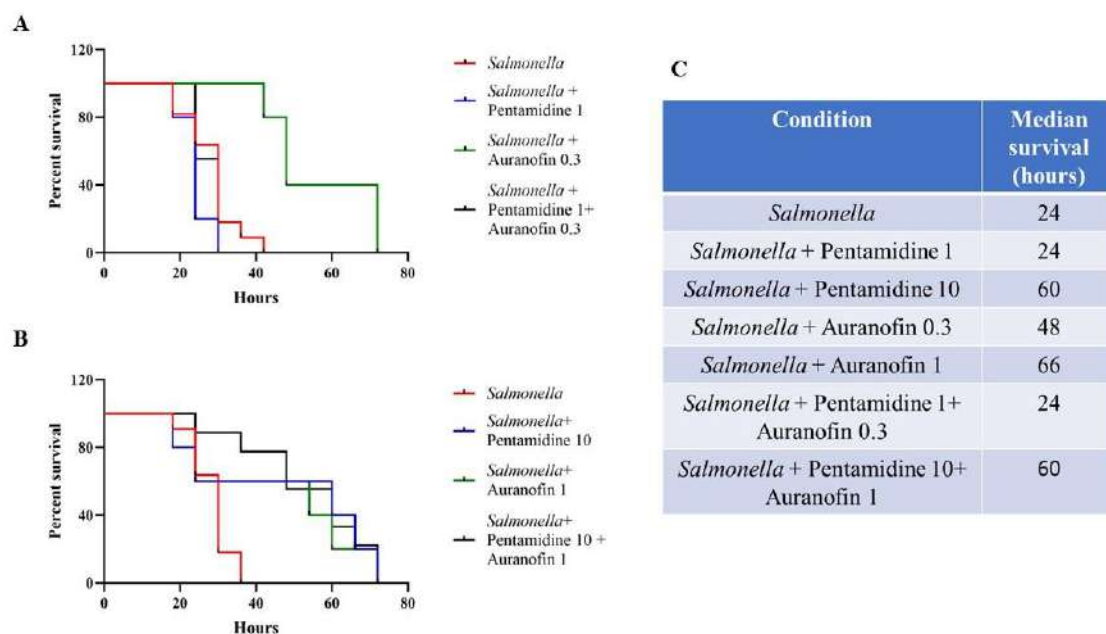 A
120
80
40
0
Percent survival
0 20 40 60 80
Hours
Salmonella
Salmonella +
Pentamidine 1
Salmonella +
Auranofin 0.3
Salmonella +
Pentamidine 1+
Auranofin 0.3
B
120
80
40
0
Percent survival
0 20 40 60 80
Hours
Salmonella
Salmonella+
Pentamidine 10
Salmonella+
Auranofin 1
Salmonella+
Pentamidine 10 +
Auranofin 1
C
Condition Median
survival
(hours)
Salmonella 24
Salmonella + Pentamidine 1 24
Salmonella + Pentamidine 10 60
Salmonella + Auranofin 0.3 48
Salmonella + Auranofin 1 66
Salmonella + Pentamidine 1+ 24
Auranofin 0.3
Salmonella + Pentamidine 10+ 60
Auranofin 1